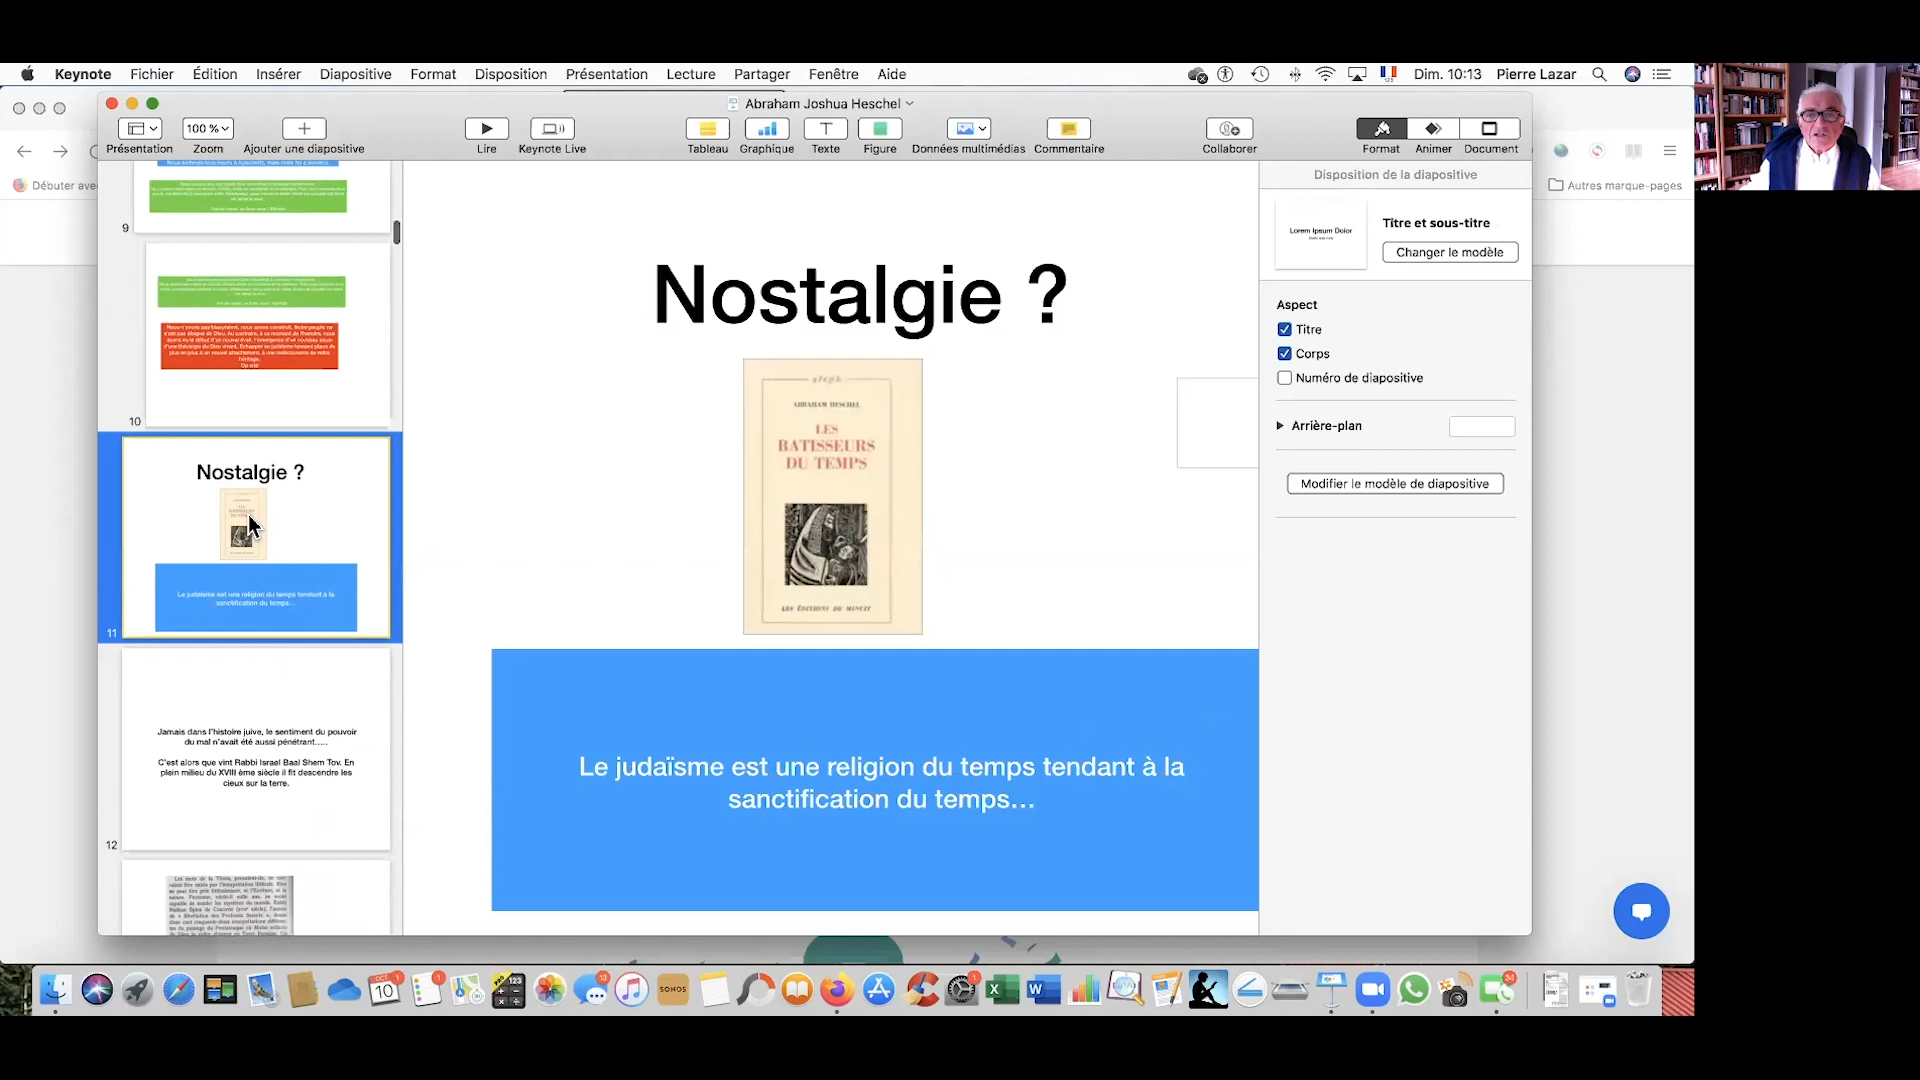 Keynote Fichier Édition Insérer Diapositive Format Disposition Présentation Lecture Partager Fenêtre Aide
Dim. 10:13 Pierre Lazar
Abraham Joshua Heschel
100 %
Présentation Zoom Ajouter une diapositive Lire Keynote Live Tableau Graphique Texte Figure Données multimédias Commentaire Collaborer Format Animer Document
Débuter ave
Autres marque-pages
9
10
Nostalgie ?
Le judaïsme est une religion du temps tendant à la
sanctification du temps...
11
Jamais dans l'histoire juive, le sentiment du pouvoir
du mal n'avait été aussi pénétrant.....
C'est alors que vint Rabbi Israel Baal Shem Tov. En
plein milieu du XVIII ème siècle il fit descendre les
cieux sur la terre.
12
Nostalgie ?
aleph
ABRAHAM HESCHEL
LES
BATISSEURS
DU TEMPS
LES ÉDITIONS DE MINUIT
Le judaïsme est une religion du temps tendant à la
sanctification du temps...
Disposition de la diapositive
Lorem Ipsum Dolor
Titre et sous-titre
Changer le modèle
Aspect
Titre
Corps
Numéro de diapositive
Arrière-plan
Modifier le modèle de diapositive
OCT
10
SONOS